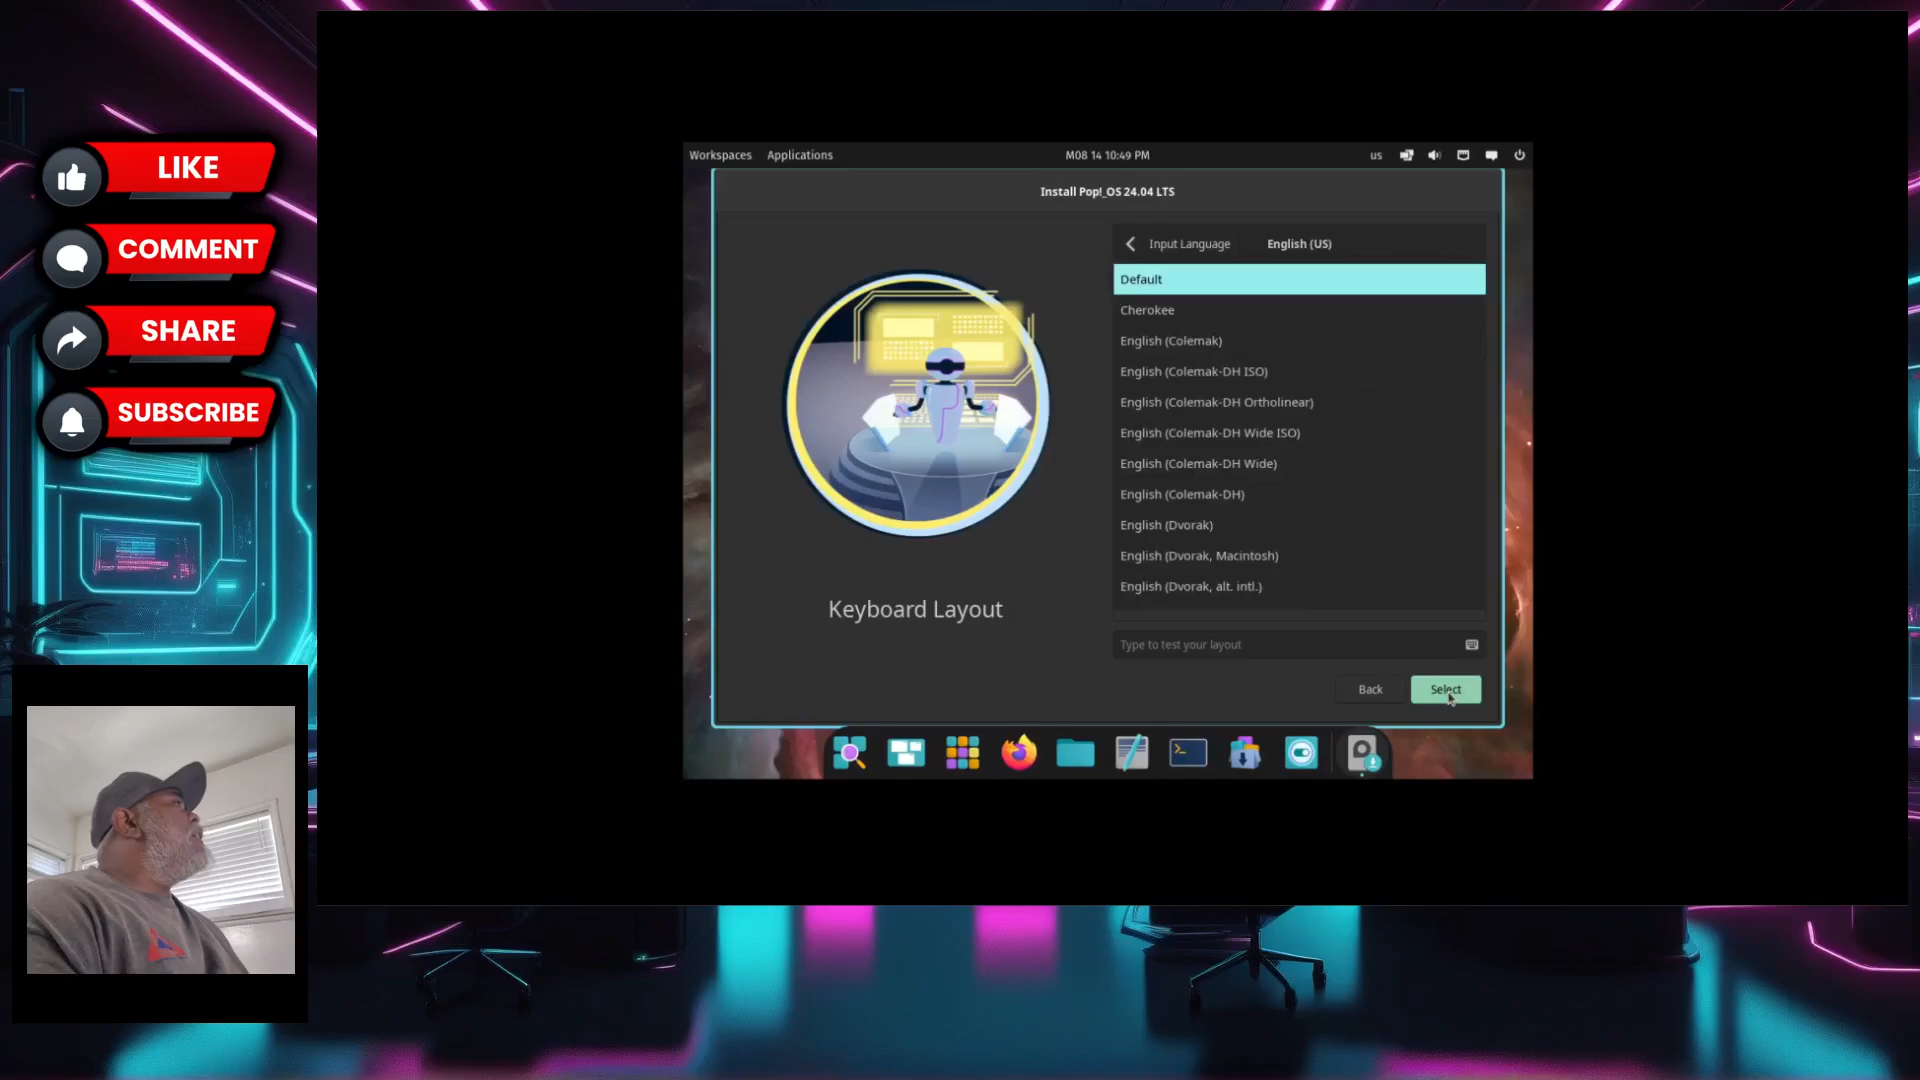 LIKE
COMMENT
SHARE
SUBSCRIBE
Workspaces Applications M08 14 10:49 PM us
Install Pop!_OS 24.04 LTS
Input Language English (US)
Default
Cherokee
English (Colemak)
English (Colemak-DH ISO)
English (Colemak-DH Ortholinear)
English (Colemak-DH Wide ISO)
English (Colemak-DH Wide)
English (Colemak-DH)
English (Dvorak)
English (Dvorak, Macintosh)
English (Dvorak, alt. intl.)
Keyboard Layout
Type to test your layout
Back Select